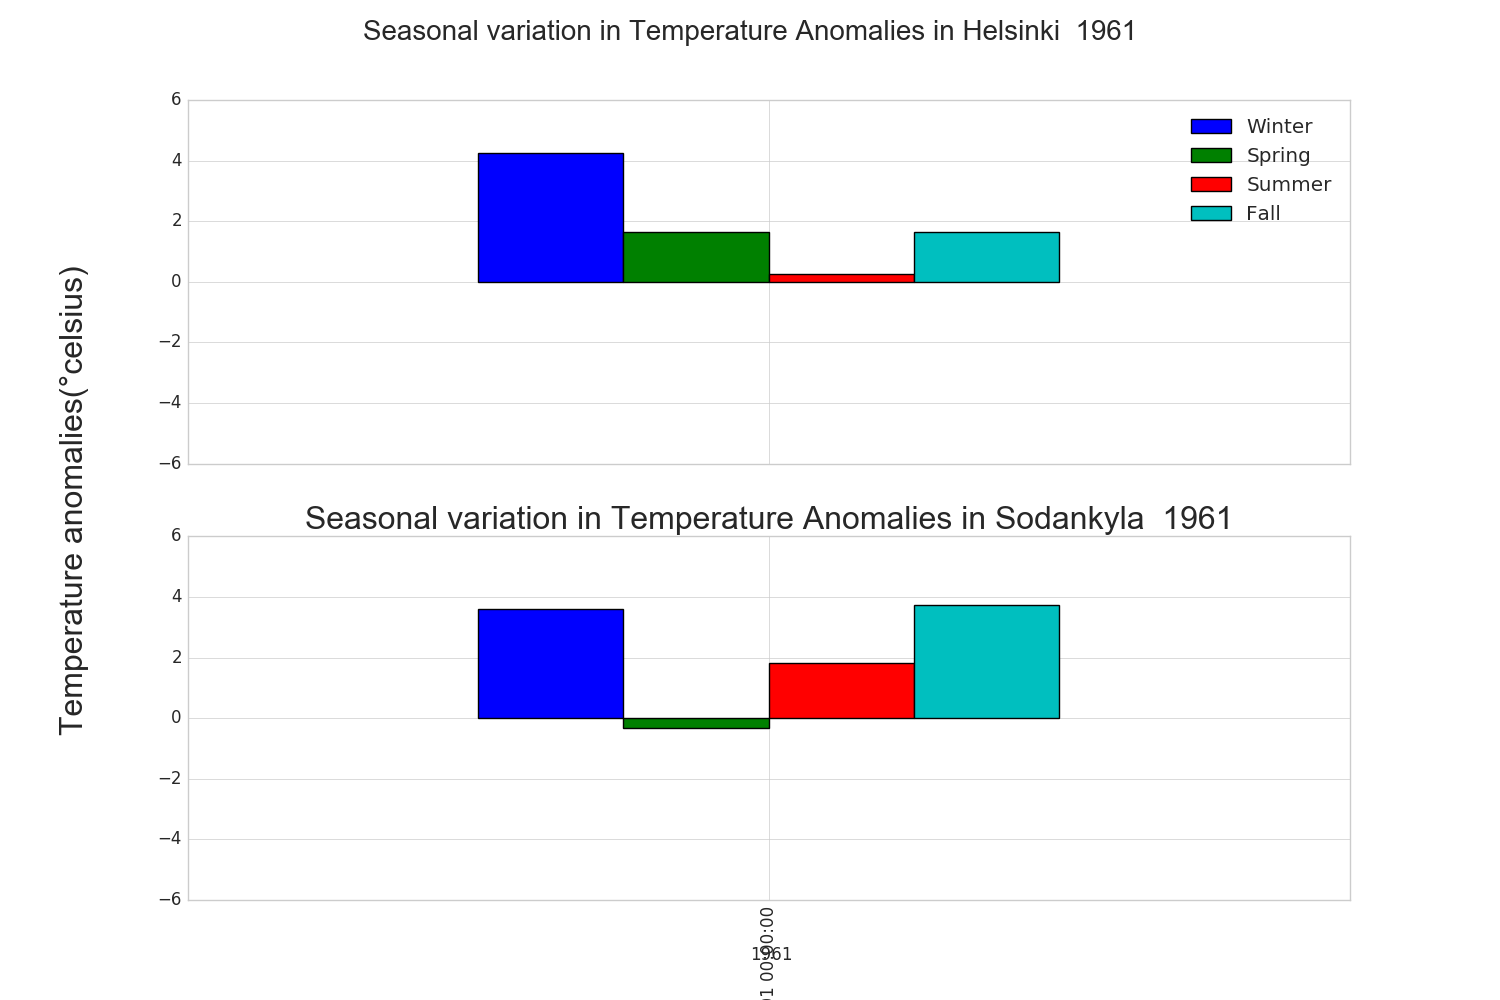 Seasonal variation in Temperature Anomalies in Helsinki  1961
6
4
2
0
−2
−4
−6
Winter
Spring
Summer
Fall
Temperature anomalies(°celsius)
Seasonal variation in Temperature Anomalies in Sodankyla  1961
6
4
2
0
−2
−4
−6
1961